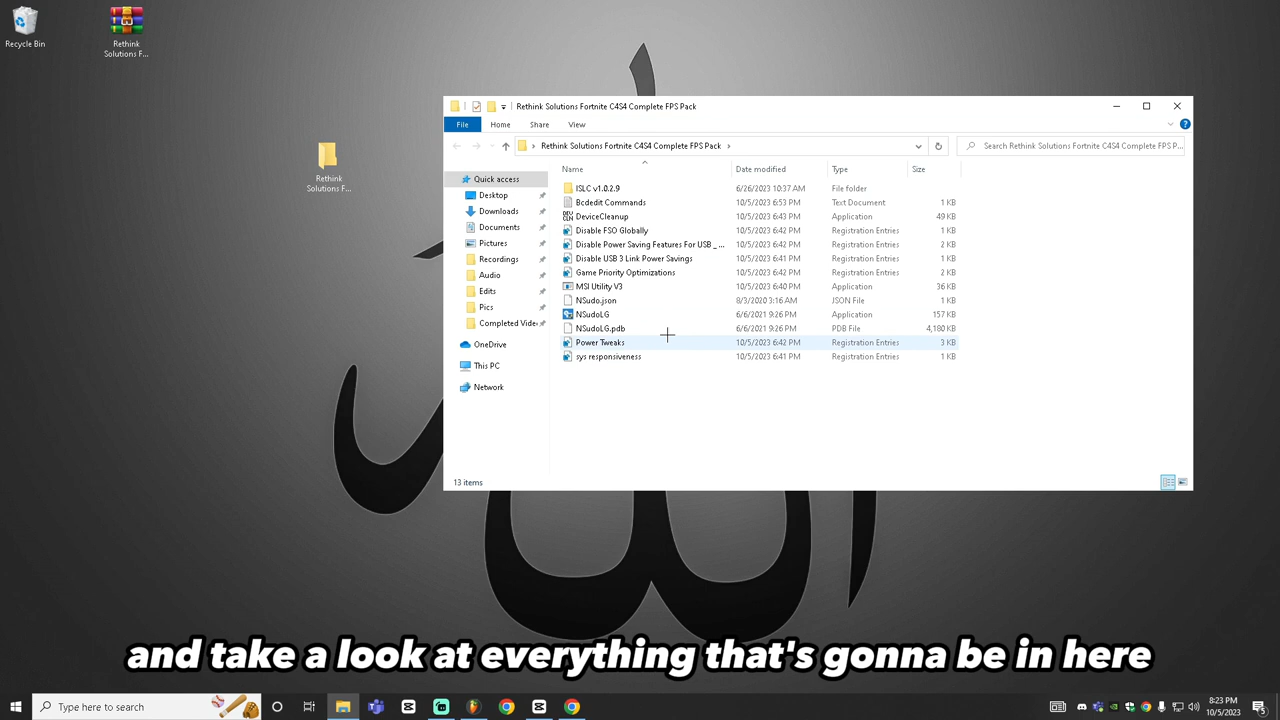 Recycle Bin
Rethink
Solutions F...
Rethink
Solutions F...
Rethink Solutions Fortnite C4S4 Complete FPS Pack
File Home Share View
Rethink Solutions Fortnite C4S4 Complete FPS Pack
Search Rethink Solutions Fortnite C4S4 Complete FPS P...
Name Date modified Type Size
Quick access
Desktop
Downloads
Documents
Pictures
Recordings
Audio
Edits
Pics
Completed Vide
OneDrive
This PC
Network
ISLC v1.0.2.9 6/26/2023 10:37 AM File folder
Bcdedit Commands 10/5/2023 6:53 PM Text Document 1 KB
DeviceCleanup 10/5/2023 6:43 PM Application 49 KB
Disable FSO Globally 10/5/2023 6:42 PM Registration Entries 1 KB
Disable Power Saving Features For USB _ ... 10/5/2023 6:42 PM Registration Entries 2 KB
Disable USB 3 Link Power Savings 10/5/2023 6:41 PM Registration Entries 1 KB
Game Priority Optimizations 10/5/2023 6:42 PM Registration Entries 2 KB
MSI Utility V3 10/5/2023 6:40 PM Application 36 KB
NSudo.json 8/3/2020 3:16 AM JSON File 1 KB
NSudoLG 6/6/2021 9:26 PM Application 157 KB
NSudoLG.pdb 6/6/2021 9:26 PM PDB File 4,180 KB
Power Tweaks 10/5/2023 6:42 PM Registration Entries 3 KB
sys responsiveness 10/5/2023 6:41 PM Registration Entries 1 KB
13 items
and take a look at everything that's gonna be in here
Type here to search
8:23 PM
10/5/2023